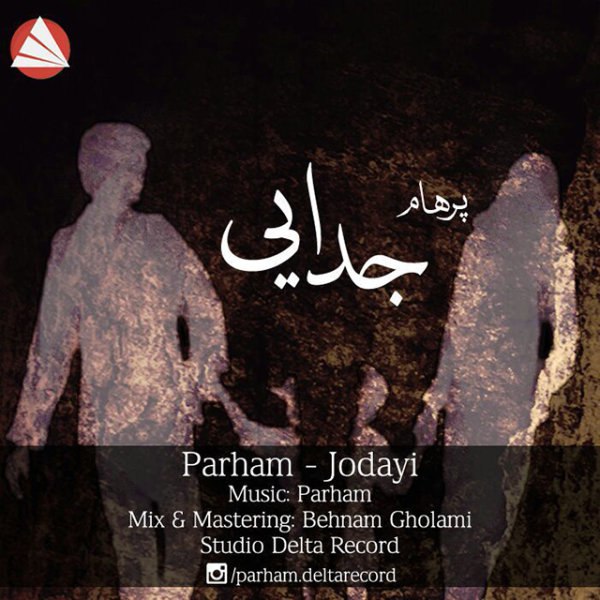 پرهام
جدایی
Parham - Jodayi
Music: Parham
Mix & Mastering: Behnam Gholami
Studio Delta Record
/parham.deltarecord